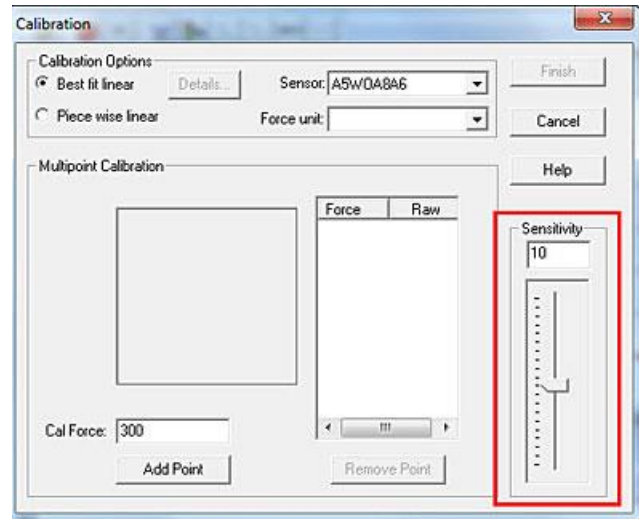 Calibration
Calibration Options
Best fit linear Details... Sensor: A5W0A8A6
Piece wise linear Force unit:
Finish
Cancel
Help
Multipoint Calibration
Force Raw
Cal Force: 300
Add Point Remove Point
Sensitivity
10